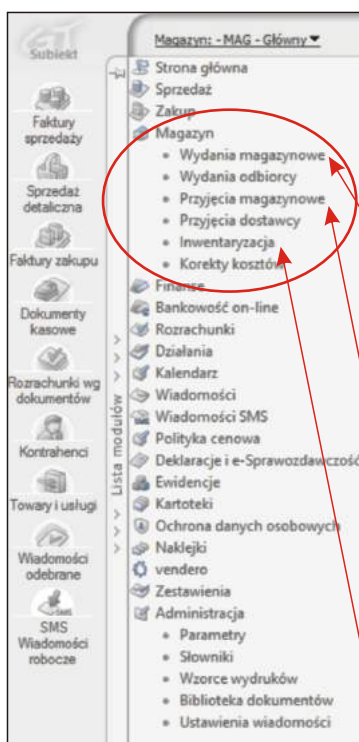 GT
Subiekt
Faktury
sprzedaży
Sprzedaż
detaliczna
Faktury zakupu
Dokumenty
kasowe
Rozrachunki wg
dokumentów
Kontrahenci
Towary i usługi
Wiadomości
odebrane
SMS
SMS
Wiadomości
robocze
Lista modułów
Magazyn: - MAG - Główny
Strona główna
Sprzedaż
Zakup
Magazyn
Wydania magazynowe
Wydania odbiorcy
Przyjęcia magazynowe
Przyjęcia dostawcy
Inwentaryzacja
Korekty kosztów
Finanse
Bankowość on-line
Rozrachunki
Działania
Kalendarz
Wiadomości
Wiadomości SMS
Polityka cenowa
Deklaracje i e-Sprawozdawczość
Ewidencje
Kartoteki
Ochrona danych osobowych
Naklejki
vendero
Zestawienia
Administracja
Parametry
Słowniki
Wzorce wydruków
Biblioteka dokumentów
Ustawienia wiadomości